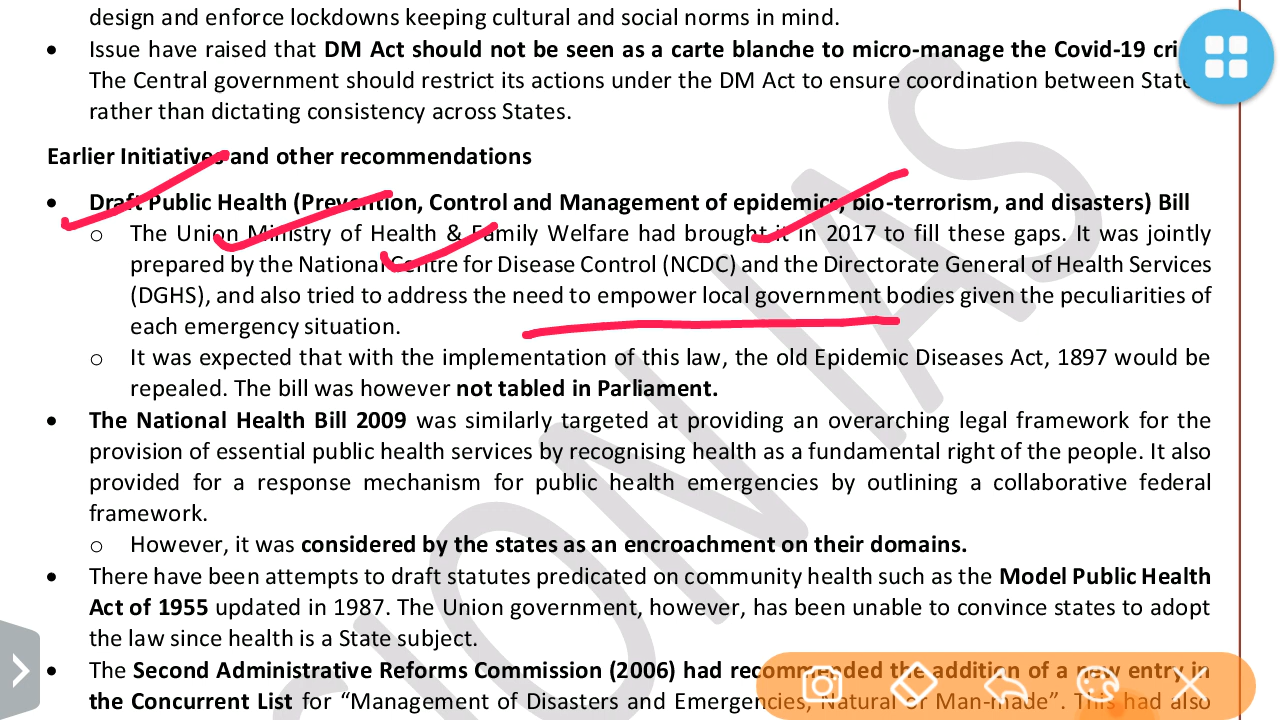 design and enforce lockdowns keeping cultural and social norms in mind.
• Issue have raised that DM Act should not be seen as a carte blanche to micro-manage the Covid-19 cri
The Central government should restrict its actions under the DM Act to ensure coordination between State
rather than dictating consistency across States.
Earlier Initiatives and other recommendations
• Draft Public Health (Prevention, Control and Management of epidemics, bio-terrorism, and disasters) Bill
o The Union Ministry of Health & Family Welfare had brought it in 2017 to fill these gaps. It was jointly
prepared by the National Centre for Disease Control (NCDC) and the Directorate General of Health Services
(DGHS), and also tried to address the need to empower local government bodies given the peculiarities of
each emergency situation.
o It was expected that with the implementation of this law, the old Epidemic Diseases Act, 1897 would be
repealed. The bill was however not tabled in Parliament.
• The National Health Bill 2009 was similarly targeted at providing an overarching legal framework for the
provision of essential public health services by recognising health as a fundamental right of the people. It also
provided for a response mechanism for public health emergencies by outlining a collaborative federal
framework.
o However, it was considered by the states as an encroachment on their domains.
• There have been attempts to draft statutes predicated on community health such as the Model Public Health
Act of 1955 updated in 1987. The Union government, however, has been unable to convince states to adopt
the law since health is a State subject.
• The Second Administrative Reforms Commission (2006) had recommended the addition of a new entry in
the Concurrent List for “Management of Disasters and Emergencies, Natural or Man-made”. This had also
ION IAS